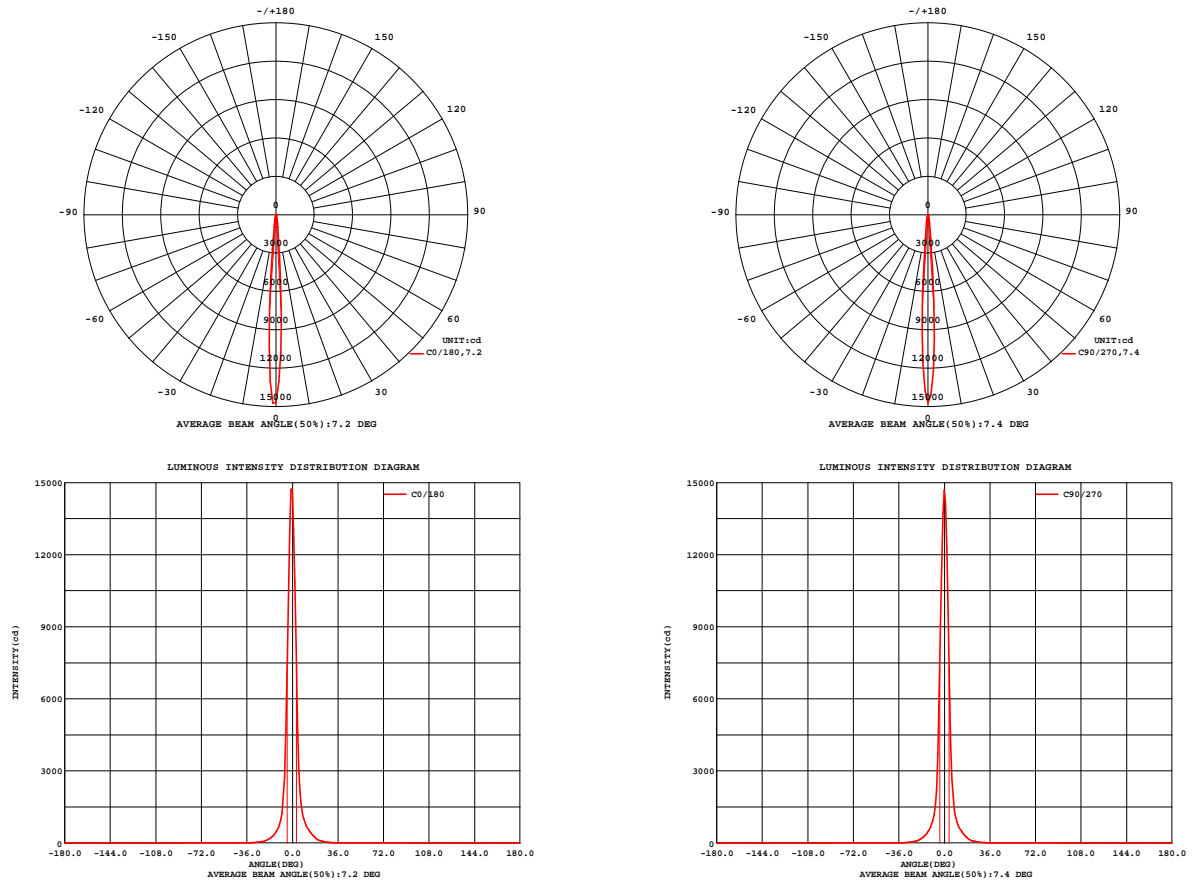 -/+180
-150 150
-120 120
-90 90
-60 60
-30 30
0
0
3000
6000
9000
12000
15000
UNIT:cd
C0/180,7.2
AVERAGE BEAM ANGLE(50%):7.2 DEG
-/+180
-150 150
-120 120
-90 90
-60 60
-30 30
0
0
3000
6000
9000
12000
15000
UNIT:cd
C90/270,7.4
AVERAGE BEAM ANGLE(50%):7.4 DEG
LUMINOUS INTENSITY DISTRIBUTION DIAGRAM
C0/180
INTENSITY(cd)
15000
12000
9000
6000
3000
0
-180.0 -144.0 -108.0 -72.0 -36.0 0.0 36.0 72.0 108.0 144.0 180.0
ANGLE(DEG)
AVERAGE BEAM ANGLE(50%):7.2 DEG
LUMINOUS INTENSITY DISTRIBUTION DIAGRAM
C90/270
INTENSITY(cd)
15000
12000
9000
6000
3000
0
-180.0 -144.0 -108.0 -72.0 -36.0 0.0 36.0 72.0 108.0 144.0 180.0
ANGLE(DEG)
AVERAGE BEAM ANGLE(50%):7.4 DEG